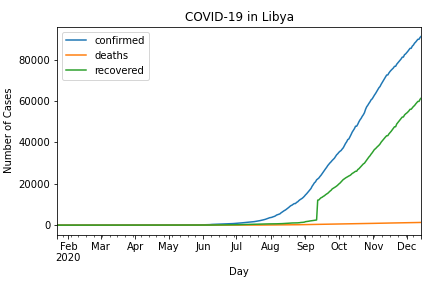 COVID-19 in Libya
confirmed
deaths
recovered
80000
60000
40000
20000
0
Number of Cases
Feb Mar Apr May Jun Jul Aug Sep Oct Nov Dec
2020
Day